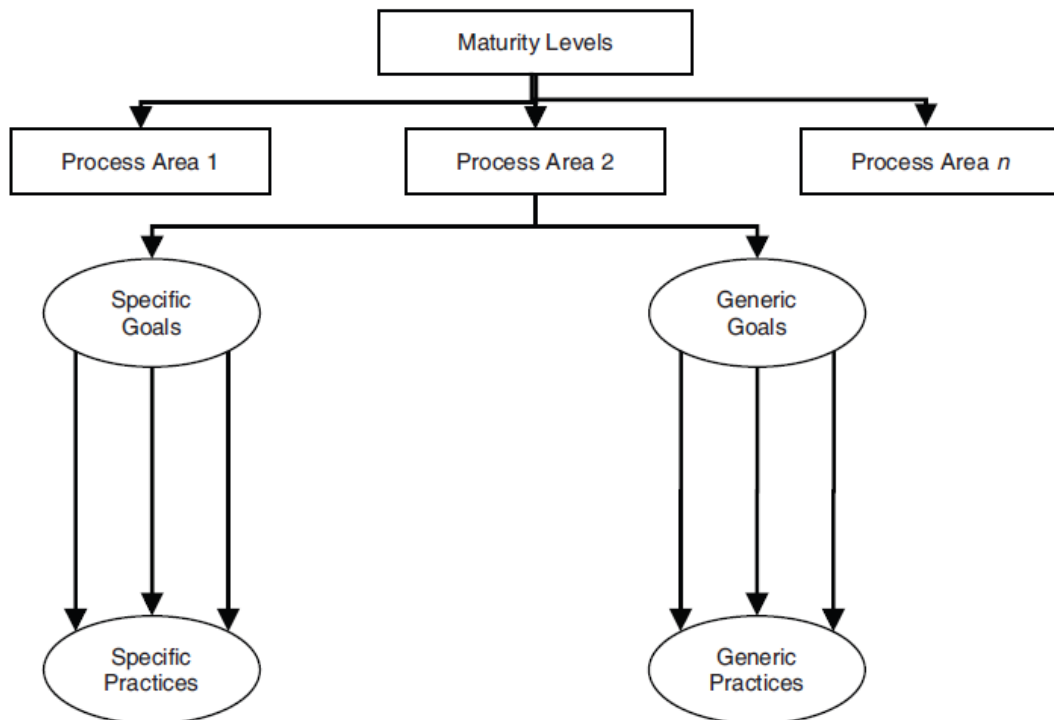 Maturity Levels
Process Area 1
Process Area 2
Process Area n
Specific
Goals
Generic
Goals
Specific
Practices
Generic
Practices